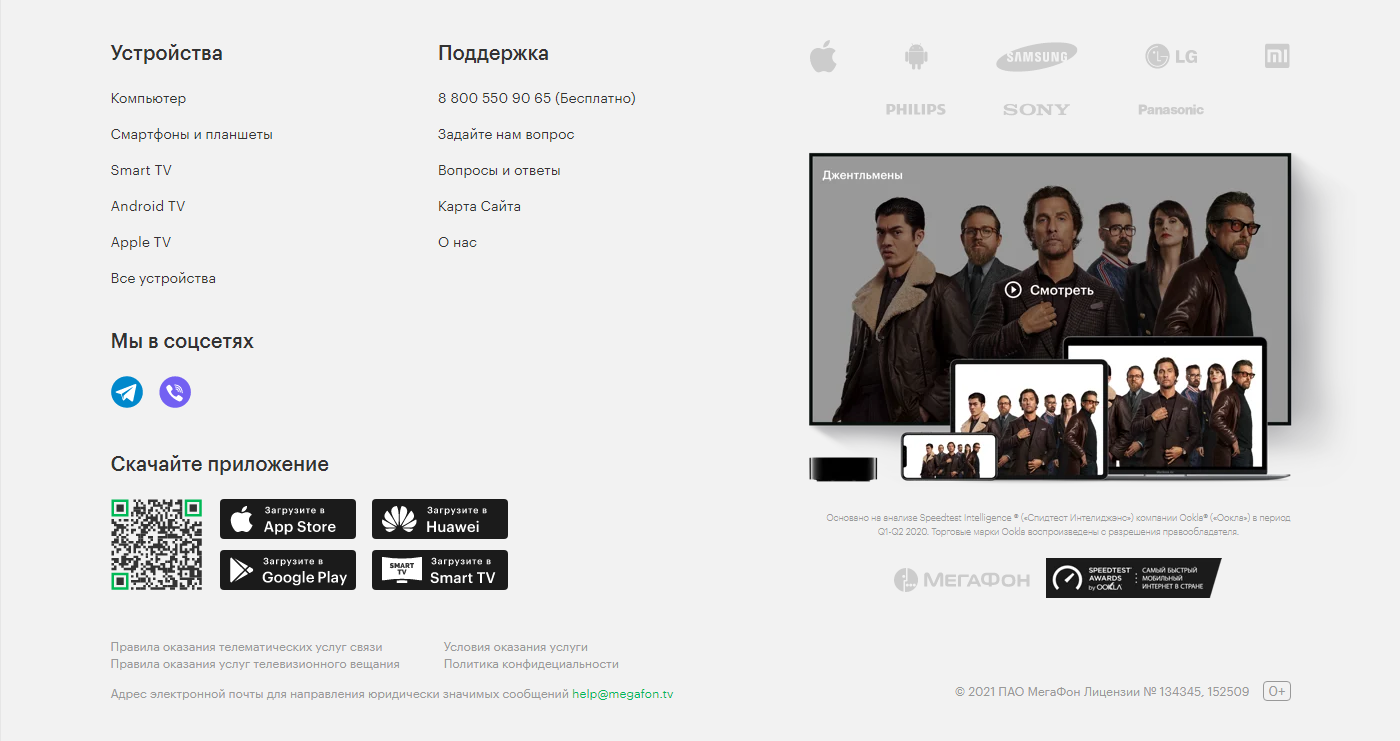 Устройства
Компьютер
Смартфоны и планшеты
Smart TV
Android TV
Apple TV
Все устройства
Поддержка
8 800 550 90 65 (Бесплатно)
Задайте нам вопрос
Вопросы и ответы
Карта Сайта
О нас
Мы в соцсетях
Скачайте приложение
Загрузите в
App Store
Загрузите в
Huawei
Загрузите в
Google Play
SMART
TV
Загрузите в
Smart TV
SAMSUNG
LG
mi
PHILIPS
SONY
Panasonic
Джентльмены
Смотреть
Основано на анализе Speedtest Intelligence ® («Спидтест Интелиджэнс») компании Ookla® («Оокла») в период
Q1-Q2 2020. Торговые марки Ookla воспроизведены с разрешения правообладателя.
МегаФон
SPEEDTEST
AWARDS
by OOKLA
САМЫЙ БЫСТРЫЙ
МОБИЛЬНЫЙ
ИНТЕРНЕТ В СТРАНЕ
Правила оказания телематических услуг связи
Правила оказания услуг телевизионного вещания
Условия оказания услуги
Политика конфидециальности
Адрес электронной почты для направления юридически значимых сообщений help@megafon.tv
© 2021 ПАО МегаФон Лицензии № 134345, 152509 0+